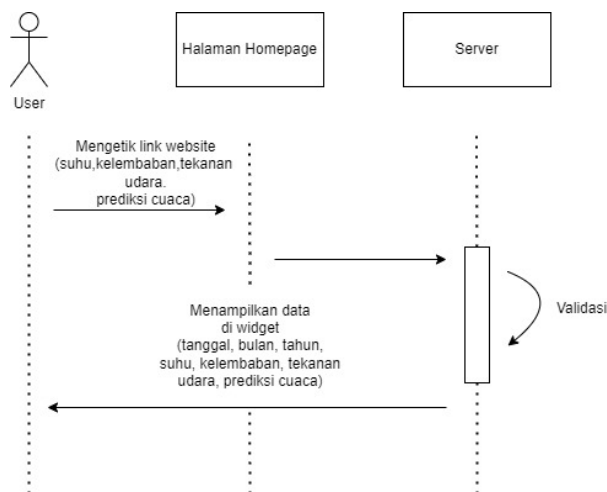 Halaman Homepage
Server
User
Mengetik link website
(suhu,kelembaban,tekanan
udara.
prediksi cuaca)
Validasi
Menampilkan data
di widget
(tanggal, bulan, tahun,
suhu, kelembaban, tekanan
udara, prediksi cuaca)